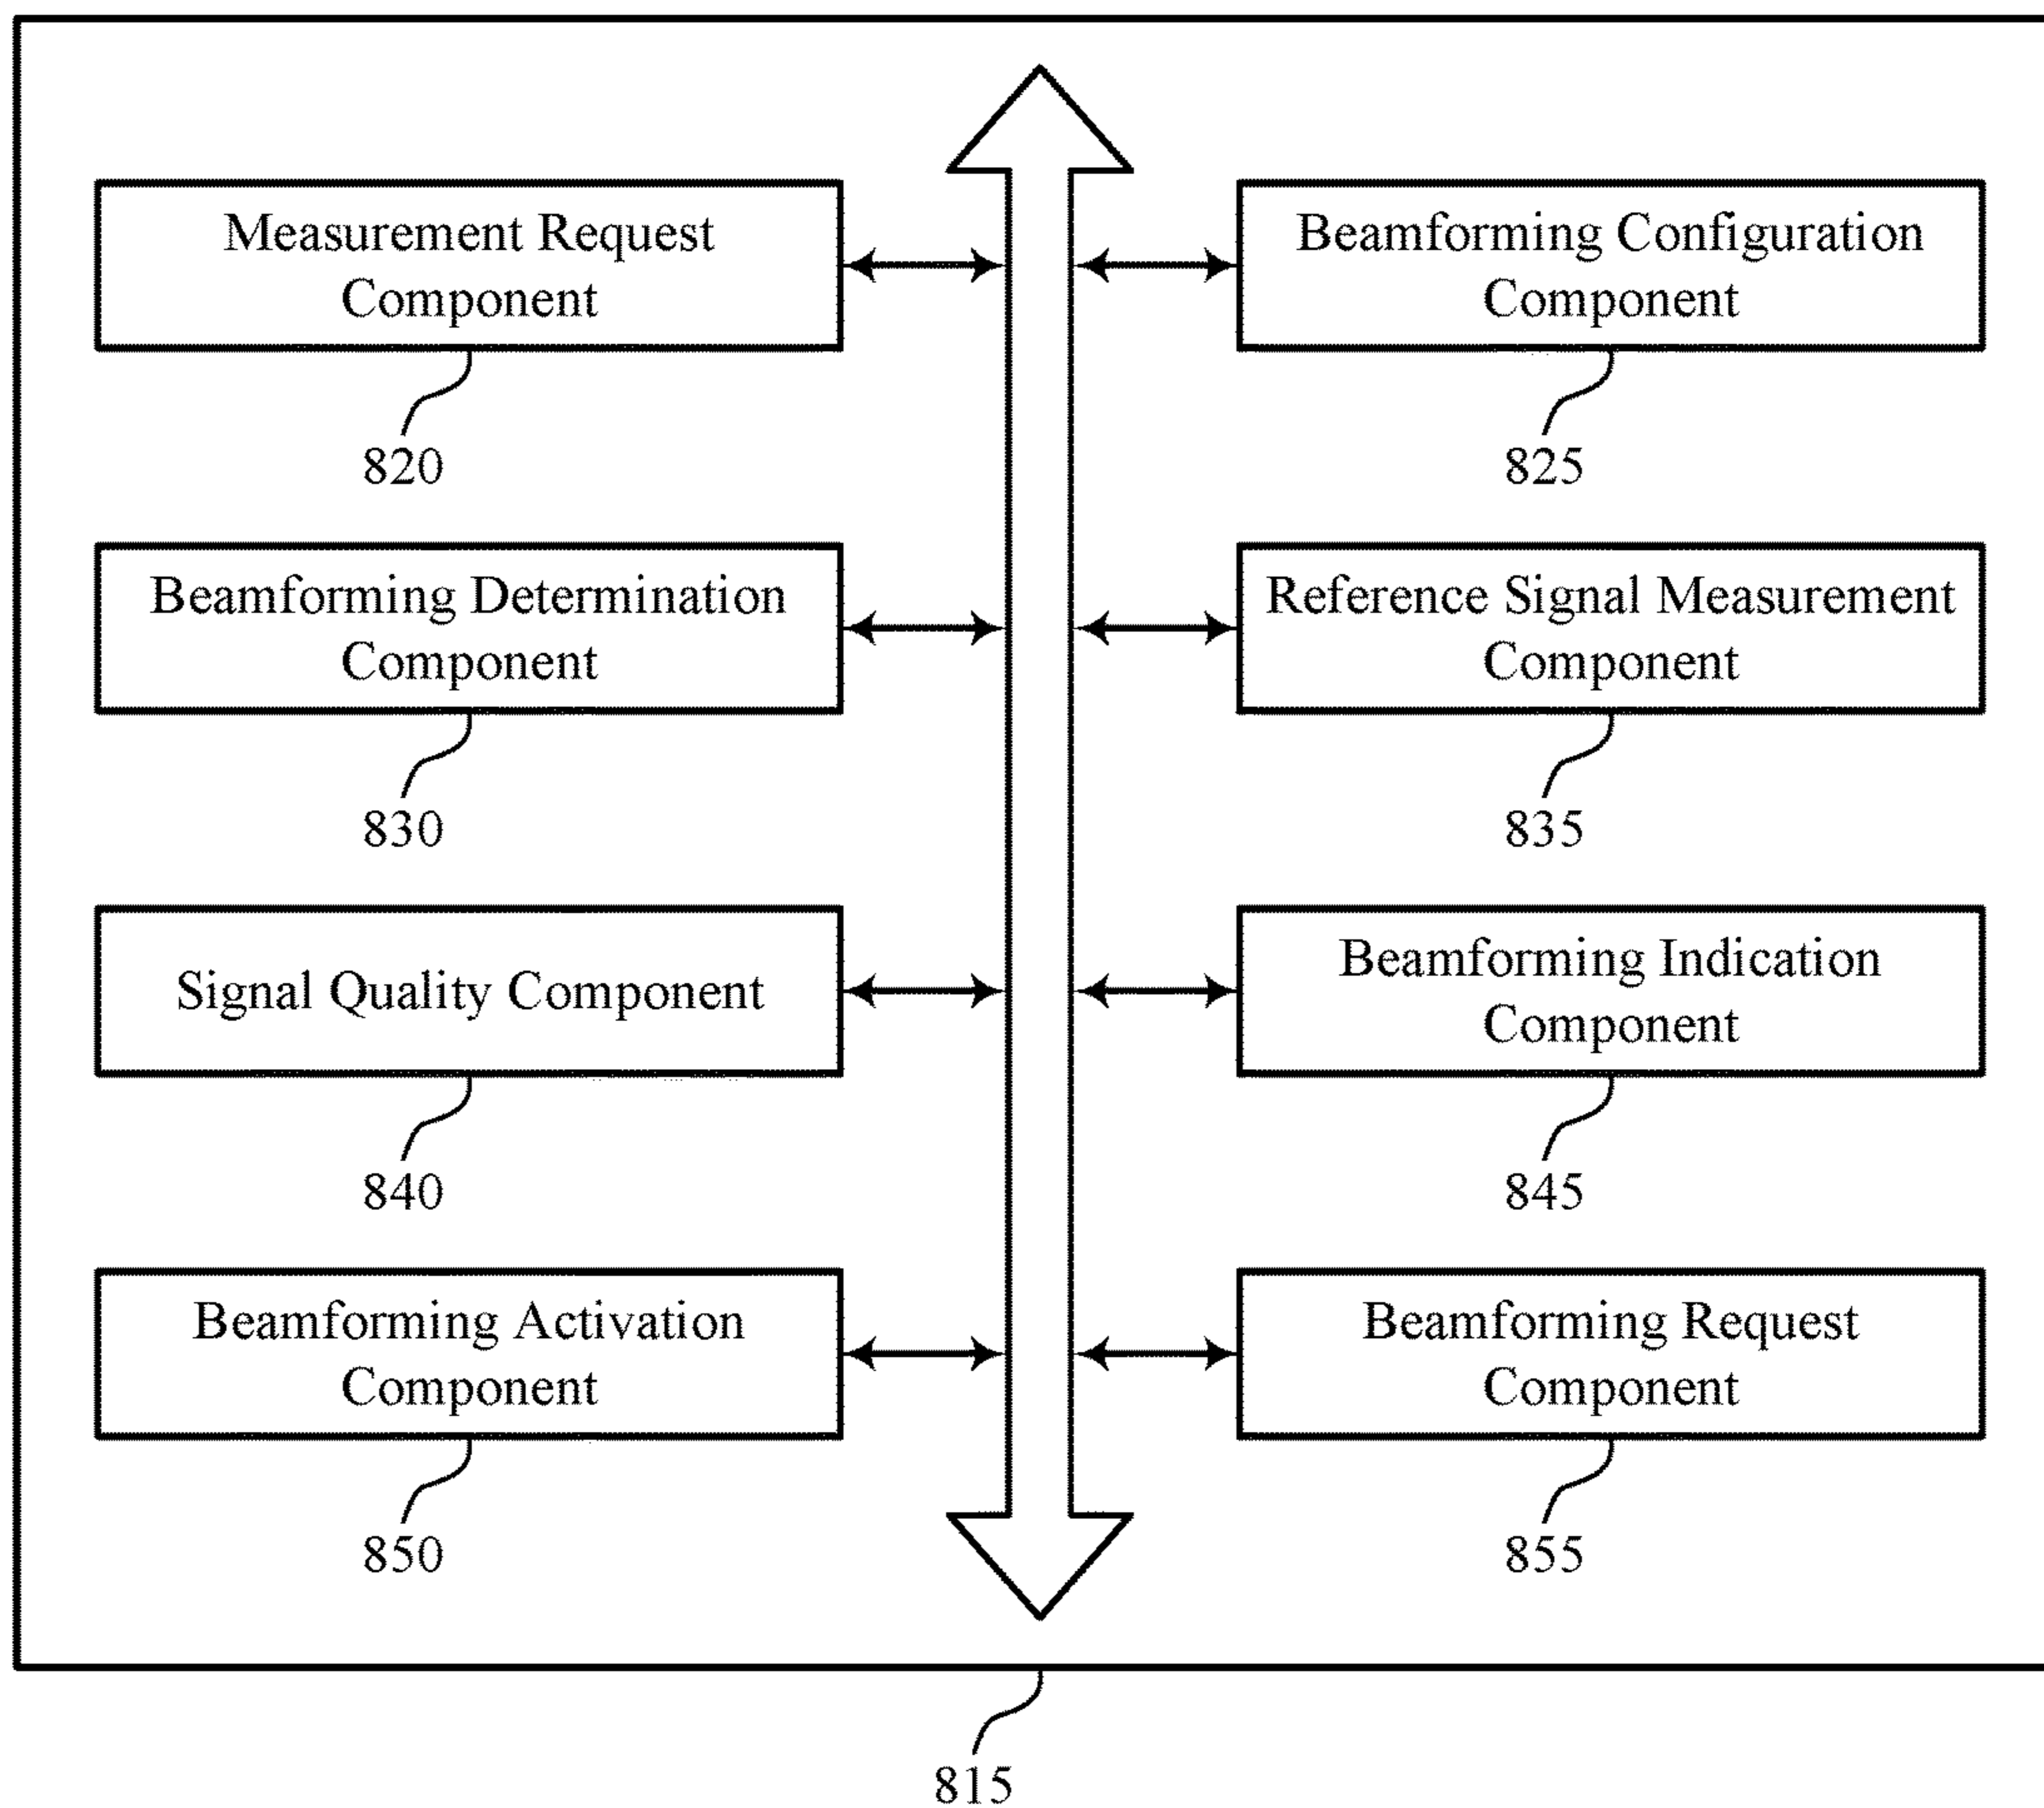 Measurement Request
Component
820
Beamforming Configuration
Component
825
Beamforming Determination
Component
830
Reference Signal Measurement
Component
835
Signal Quality Component
840
Beamforming Indication
Component
845
Beamforming Activation
Component
850
Beamforming Request
Component
855
815